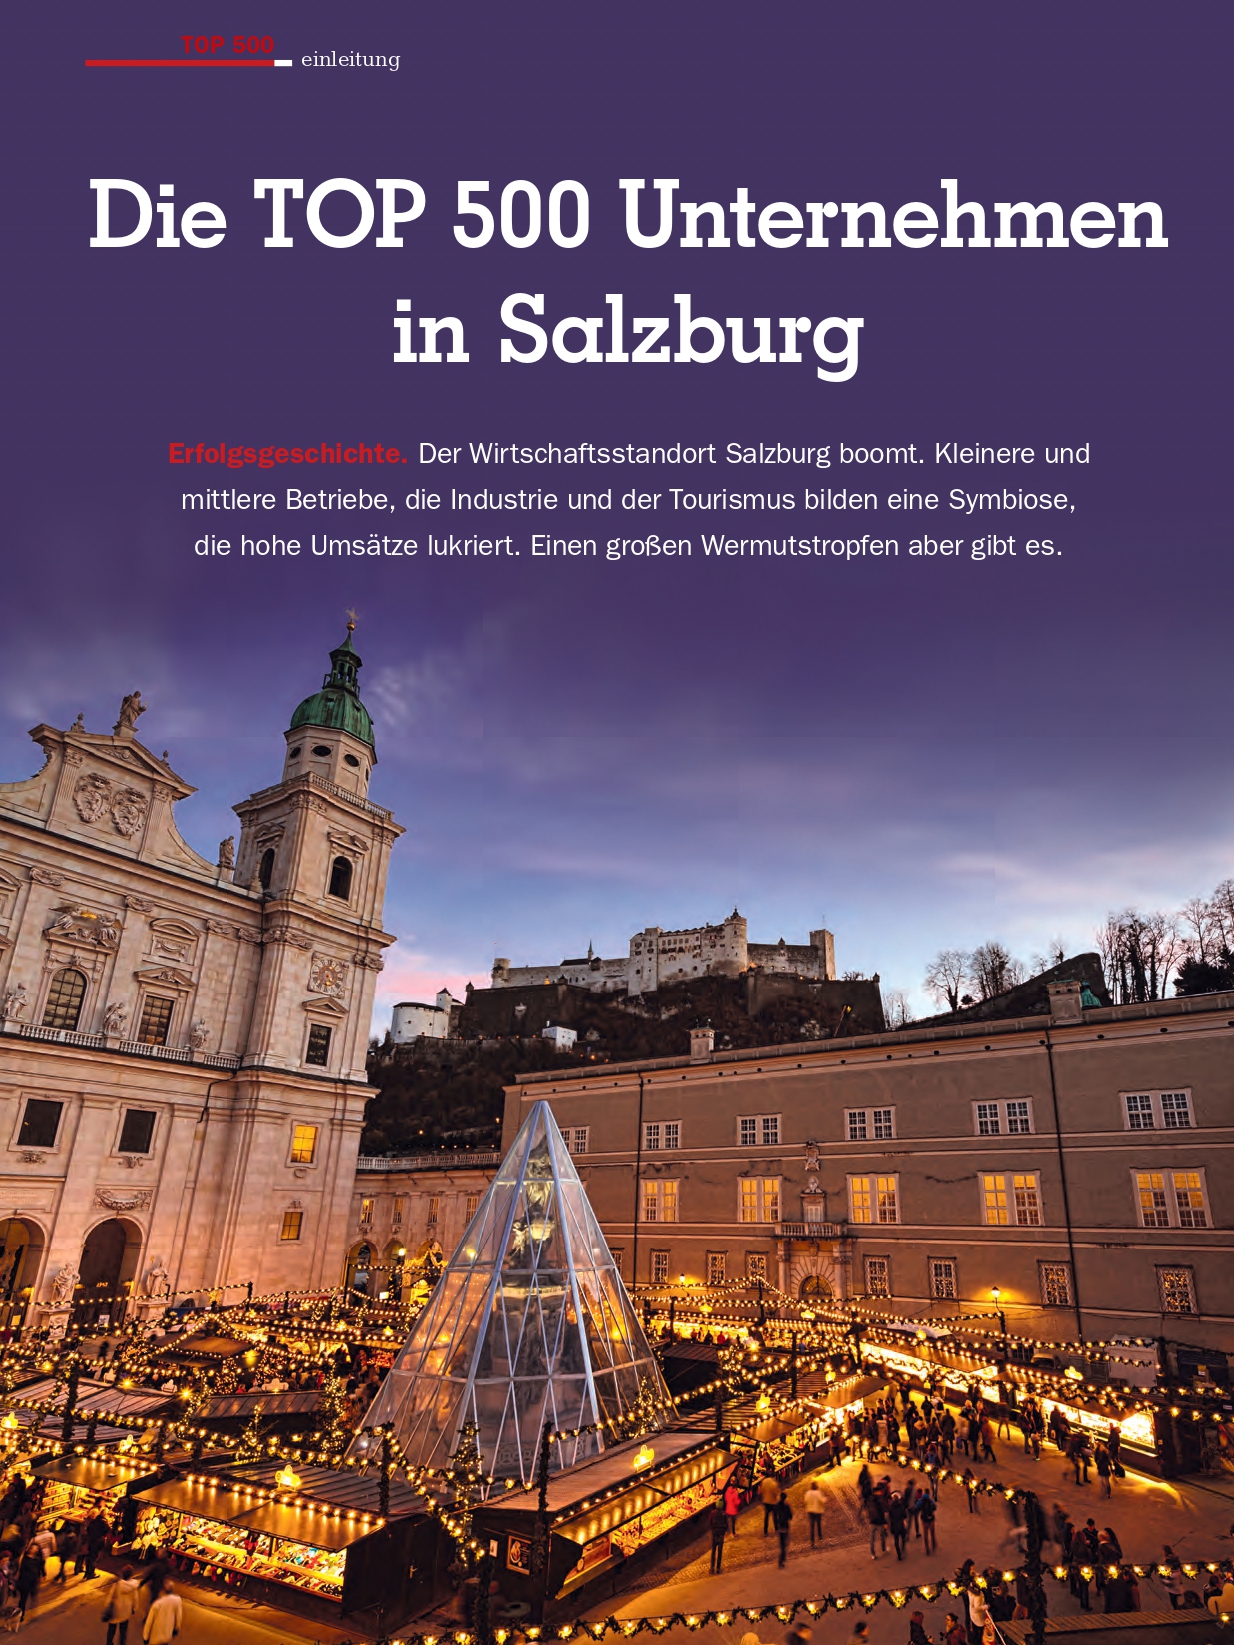 TOP 500
einleitung
Die TOP 500 Unternehmen
in Salzburg
Erfolgsgeschichte. Der Wirtschaftsstandort Salzburg boomt. Kleinere und
mittlere Betriebe, die Industrie und der Tourismus bilden eine Symbiose,
die hohe Umsätze lukriert. Einen großen Wermutstropfen aber gibt es.